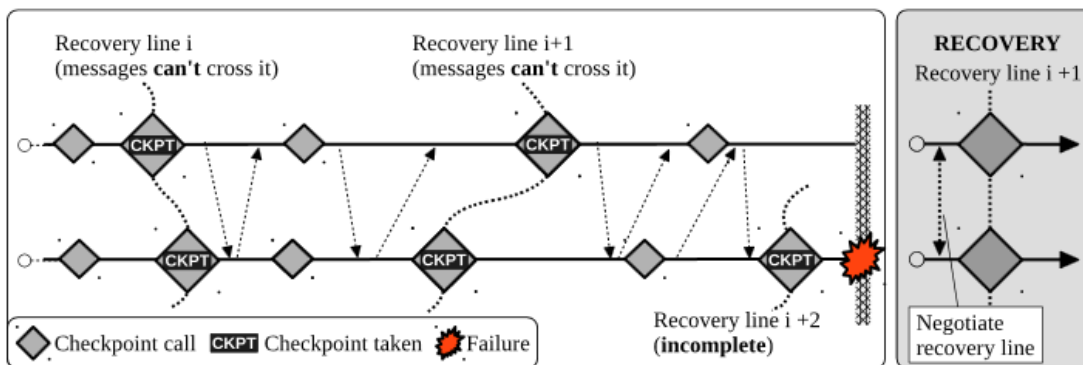 Recovery line i
(messages can't cross it)
Recovery line i+1
(messages can't cross it)
RECOVERY
Recovery line i +1
CKPT
CKPT
CKPT
CKPT
CKPT
Recovery line i +2
(incomplete)
Negotiate
recovery line
Checkpoint call
CKPT Checkpoint taken
Failure